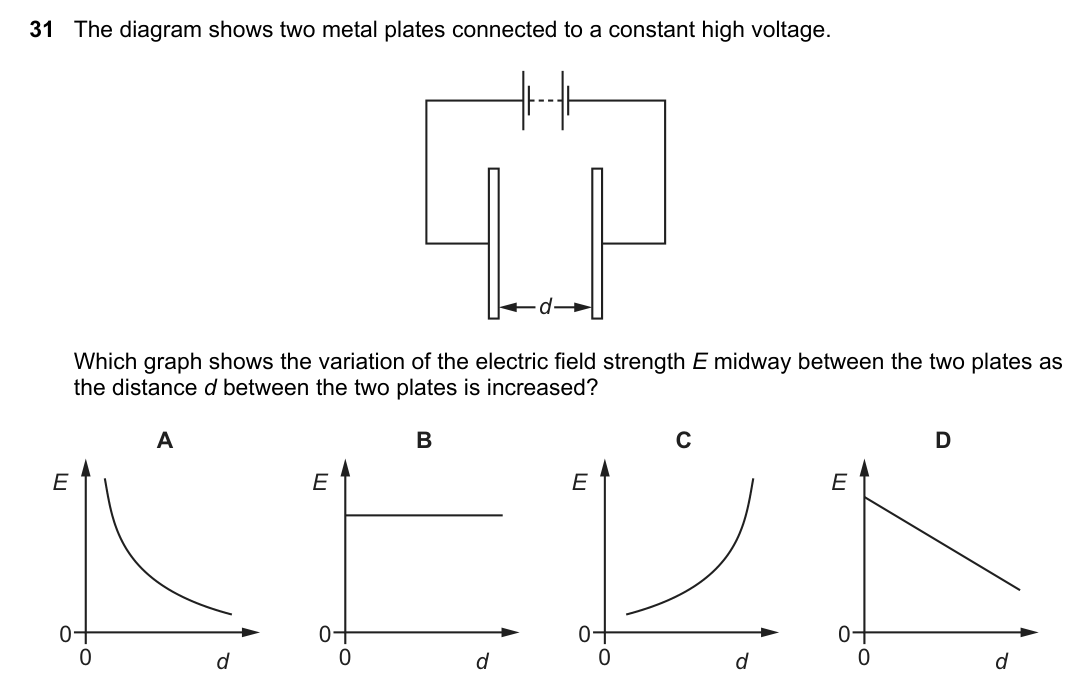 31 The diagram shows two metal plates connected to a constant high voltage.
d
Which graph shows the variation of the electric field strength E midway between the two plates as
the distance d between the two plates is increased?
A B C D
E E E E
0 0 0 0
0 d 0 d 0 d 0 d